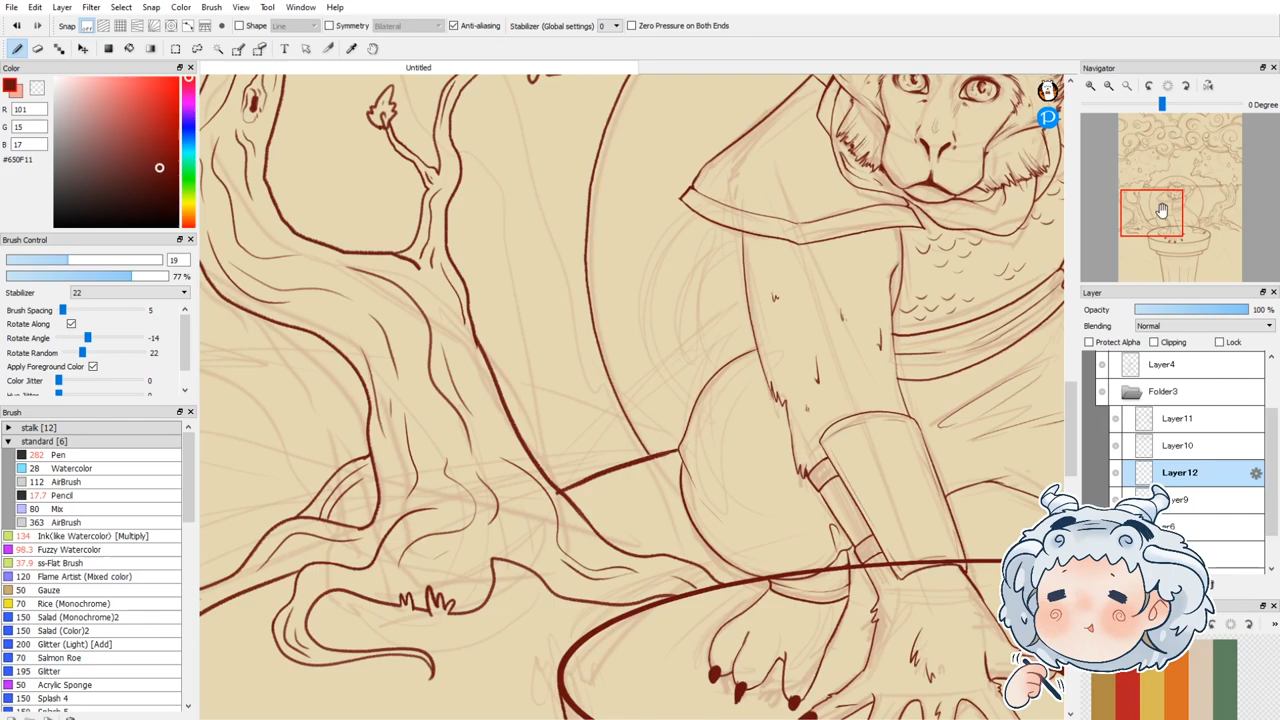 File Edit Layer Filter Select Snap Color Brush View Tool Window Help
Snap off Shape Line Symmetry Bilateral Anti-aliasing Stabilizer (Global settings) 0 Zero Pressure on Both Ends
Untitled
Color
R 101
G 15
B 17
#650F11
Brush Control
19
77 %
Stabilizer 22
Brush Spacing 5
Rotate Along
Rotate Angle -14
Rotate Random 22
Apply Foreground Color
Color Jitter 0
Brush
stalk [12]
standard [6]
282 Pen
28 Watercolor
112 AirBrush
17.7 Pencil
80 Mix
363 AirBrush
134 Ink(like Watercolor) [Multiply]
98.3 Fuzzy Watercolor
37.9 ss-Flat Brush
120 Flame Artist (Mixed color)
50 Gauze
70 Rice (Monochrome)
150 Salad (Monochrome)2
150 Salad (Color)2
200 Glitter (Light) [Add]
70 Salmon Roe
195 Glitter
50 Acrylic Sponge
150 Splash 4
150 Splash 5
Navigator
0 Degree
Layer
Opacity 100 %
Blending Normal
Protect Alpha Clipping Lock
Layer4
Folder3
Layer11
Layer10
Layer12